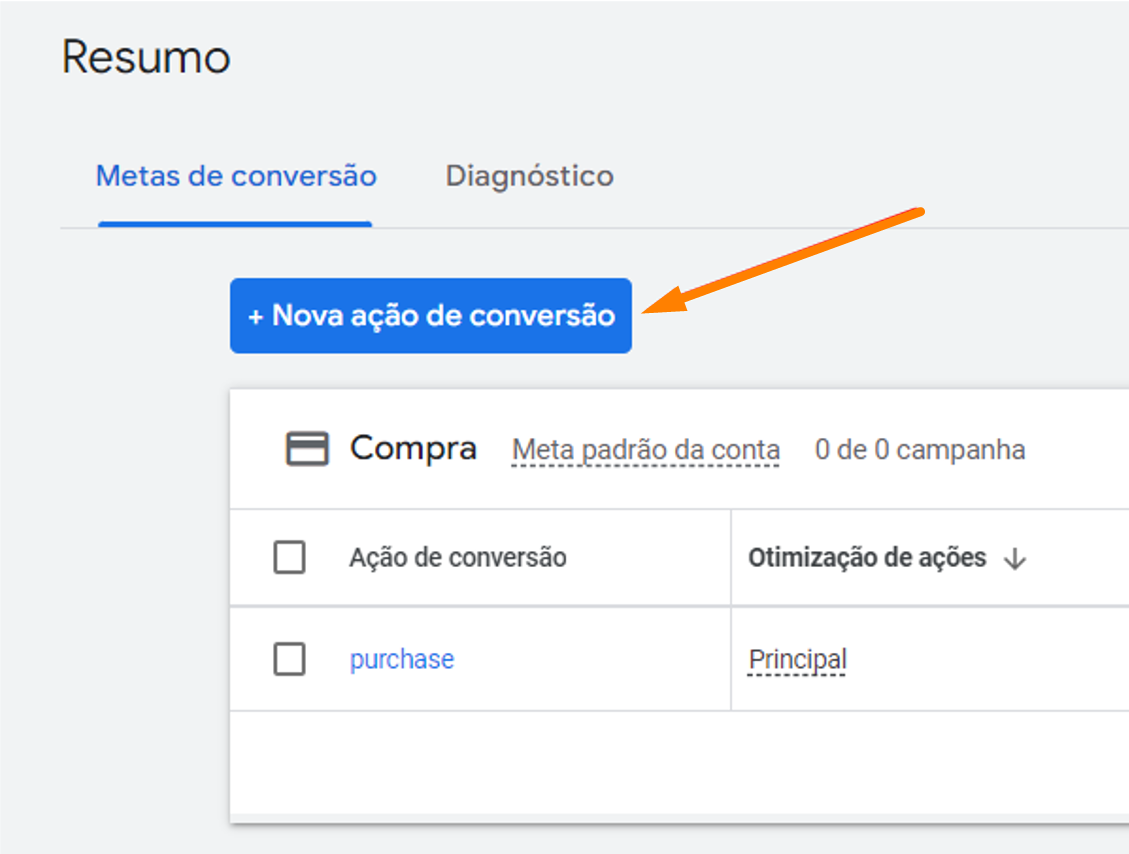 Resumo
Metas de conversão Diagnóstico
+ Nova ação de conversão
Compra Meta padrão da conta 0 de 0 campanha
Ação de conversão Otimização de ações
purchase Principal